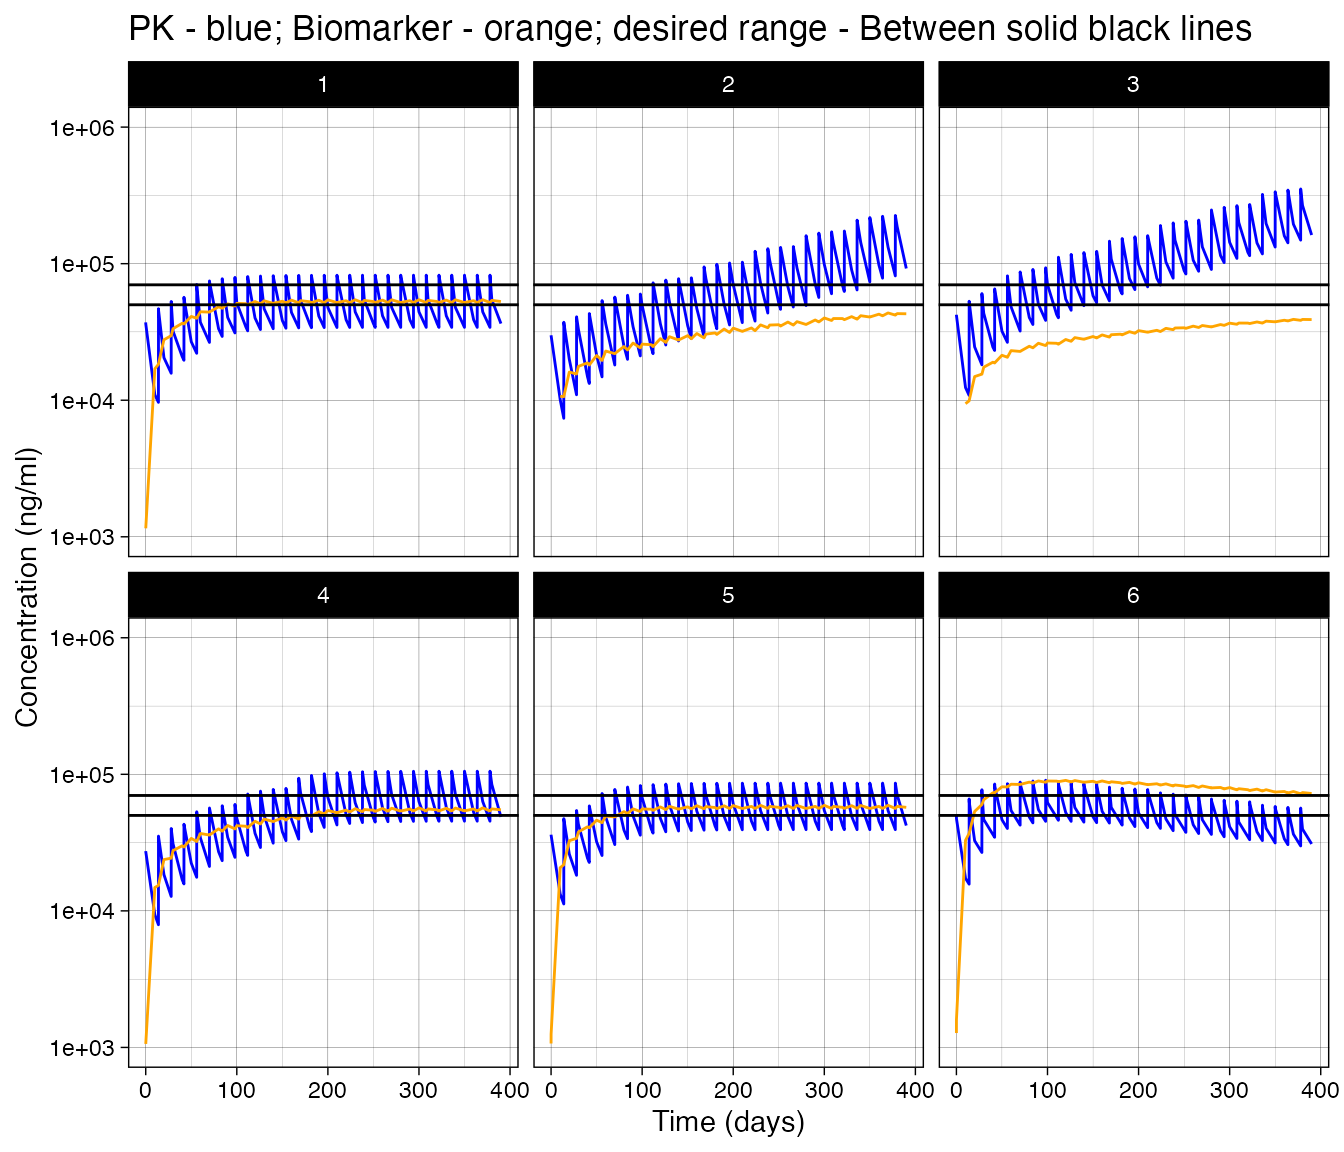 PK - blue; Biomarker - orange; desired range - Between solid black lines
1 2 3
1e+06
1e+05
1e+04
1e+03
4 5 6
1e+06
1e+05
1e+04
1e+03
Concentration (ng/ml)
0 100 200 300 400 0 100 200 300 400 0 100 200 300 400
Time (days)